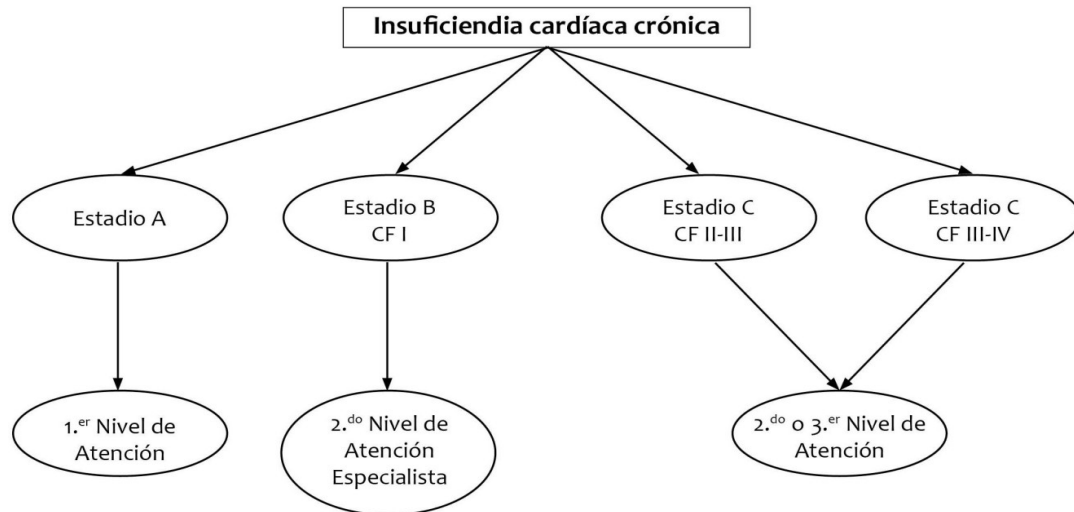 Insuficiendia cardíaca crónica
Estadio A
Estadio B
CF I
Estadio C
CF II-III
Estadio C
CF III-IV
1.er Nivel de
Atención
2.do Nivel de
Atención
Especialista
2.do o 3.er Nivel de
Atención